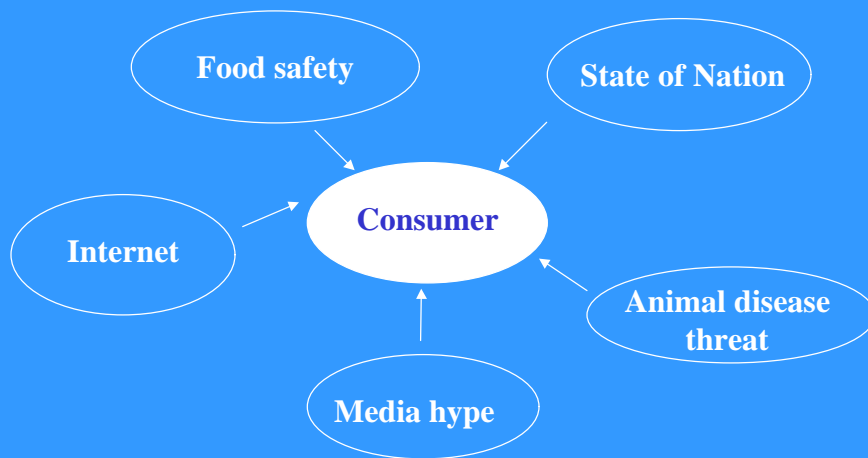 Food safety
State of Nation
Consumer
Internet
Animal disease
threat
Media hype